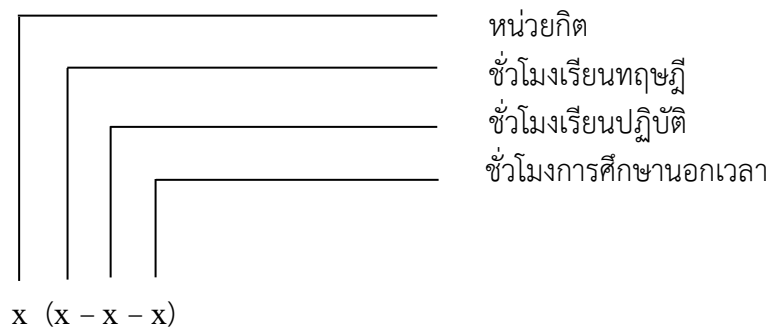 หน่วยกิต
ชั่วโมงเรียนทฤษฎี
ชั่วโมงเรียนปฏิบัติ
ชั่วโมงการศึกษานอกเวลา
x (x – x – x)